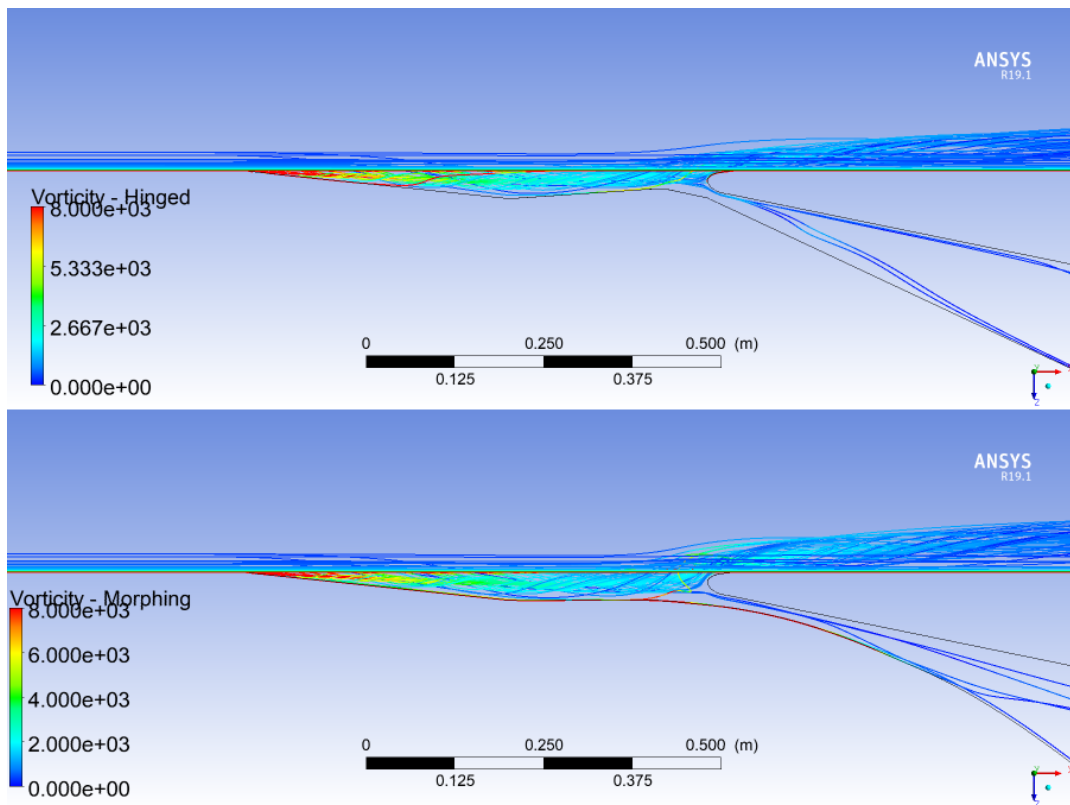 ANSYS
R19.1
Vorticity - Hinged
8.000e+03
5.333e+03
2.667e+03
0.000e+00
0 0.250 0.500 (m)
0.125 0.375
Y
Z
ANSYS
R19.1
Vorticity - Morphing
8.000e+03
6.000e+03
4.000e+03
2.000e+03
0.000e+00
0 0.250 0.500 (m)
0.125 0.375
Y
Z